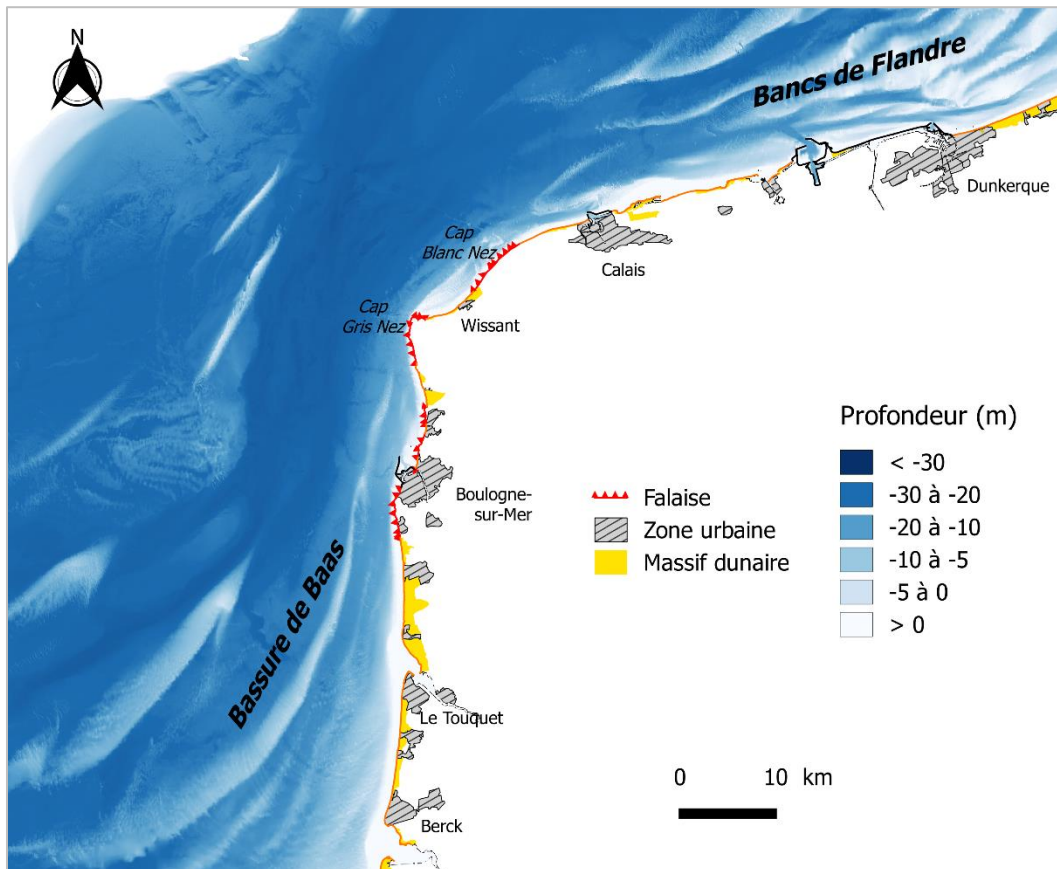 N
Bancs de Flandre
Dunkerque
Cap
Blanc Nez
Calais
Cap
Gris Nez
Wissant
Profondeur (m)
< -30
-30 à -20
-20 à -10
-10 à -5
-5 à 0
> 0
Boulogne-
sur-Mer
Falaise
Zone urbaine
Massif dunaire
Bassure de Baas
Le Touquet
0 10 km
Berck